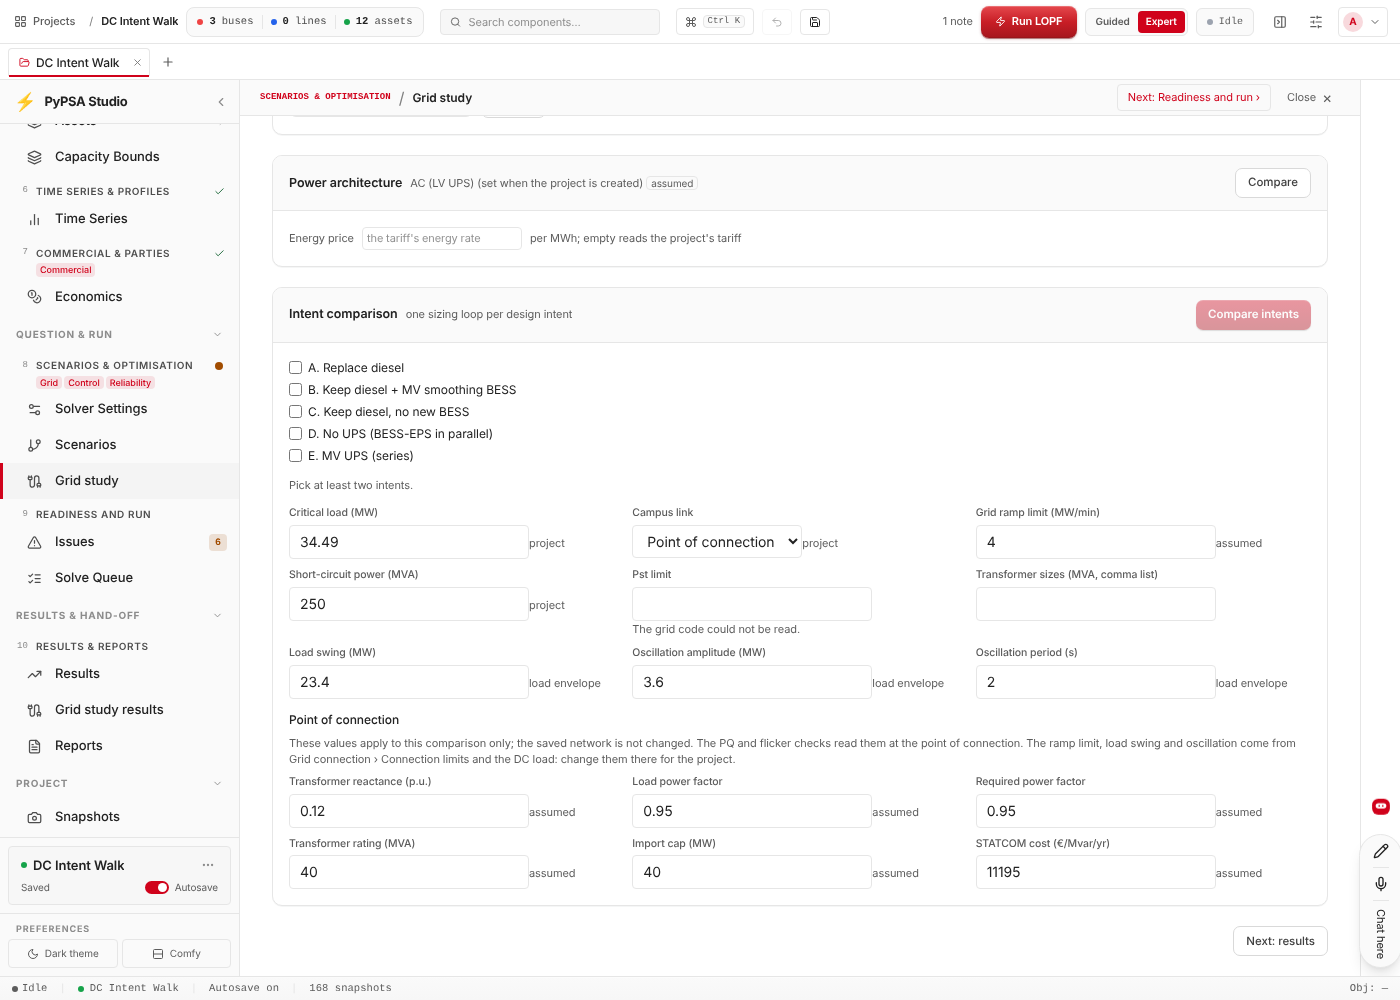 Projects / DC Intent Walk
3 buses 0 lines 12 assets
Search components...
⌘ Ctrl K
1 note
Run LOPF
Guided Expert
Idle
A
DC Intent Walk
PyPSA Studio
SCENARIOS & OPTIMISATION / Grid study
Next: Readiness and run ›
Close
Assets
Capacity Bounds
6 TIME SERIES & PROFILES
Time Series
7 COMMERCIAL & PARTIES
Commercial
Economics
QUESTION & RUN
8 SCENARIOS & OPTIMISATION
Grid Control Reliability
Solver Settings
Scenarios
Grid study
9 READINESS AND RUN
Issues 6
Solve Queue
RESULTS & HAND-OFF
10 RESULTS & REPORTS
Results
Grid study results
Reports
PROJECT
Snapshots
DC Intent Walk
Saved Autosave
PREFERENCES
Dark theme Comfy
Power architecture AC (LV UPS) (set when the project is created) assumed
Compare
Energy price the tariff's energy rate per MWh; empty reads the project's tariff
Intent comparison one sizing loop per design intent
Compare intents
A. Replace diesel
B. Keep diesel + MV smoothing BESS
C. Keep diesel, no new BESS
D. No UPS (BESS-EPS in parallel)
E. MV UPS (series)
Pick at least two intents.
Critical load (MW) Campus link Grid ramp limit (MW/min)
34.49 project Point of connection project 4 assumed
Short-circuit power (MVA) Pst limit Transformer sizes (MVA, comma list)
250 project
The grid code could not be read.
Load swing (MW) Oscillation amplitude (MW) Oscillation period (s)
23.4 load envelope 3.6 load envelope 2 load envelope
Point of connection
These values apply to this comparison only; the saved network is not changed. The PQ and flicker checks read them at the point of connection. The ramp limit, load swing and oscillation come from
Grid connection › Connection limits and the DC load: change them there for the project.
Transformer reactance (p.u.) Load power factor Required power factor
0.12 assumed 0.95 assumed 0.95 assumed
Transformer rating (MVA) Import cap (MW) STATCOM cost (€/Mvar/yr)
40 assumed 40 assumed 11195 assumed
Next: results
Chat here
Idle DC Intent Walk Autosave on 168 snapshots
Obj: —